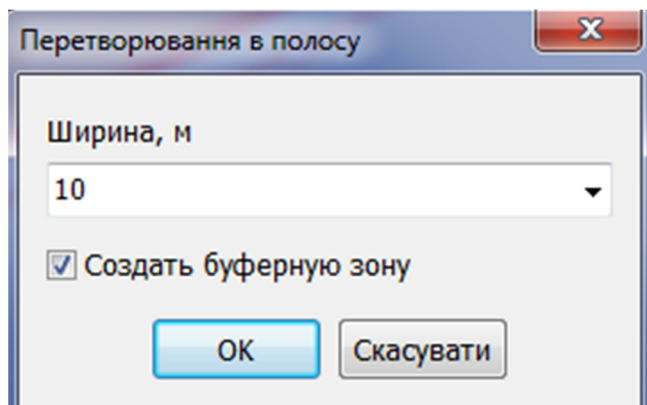 Перетворювання в полосу
Ширина, м
10
Создать буферную зону
OK
Скасувати